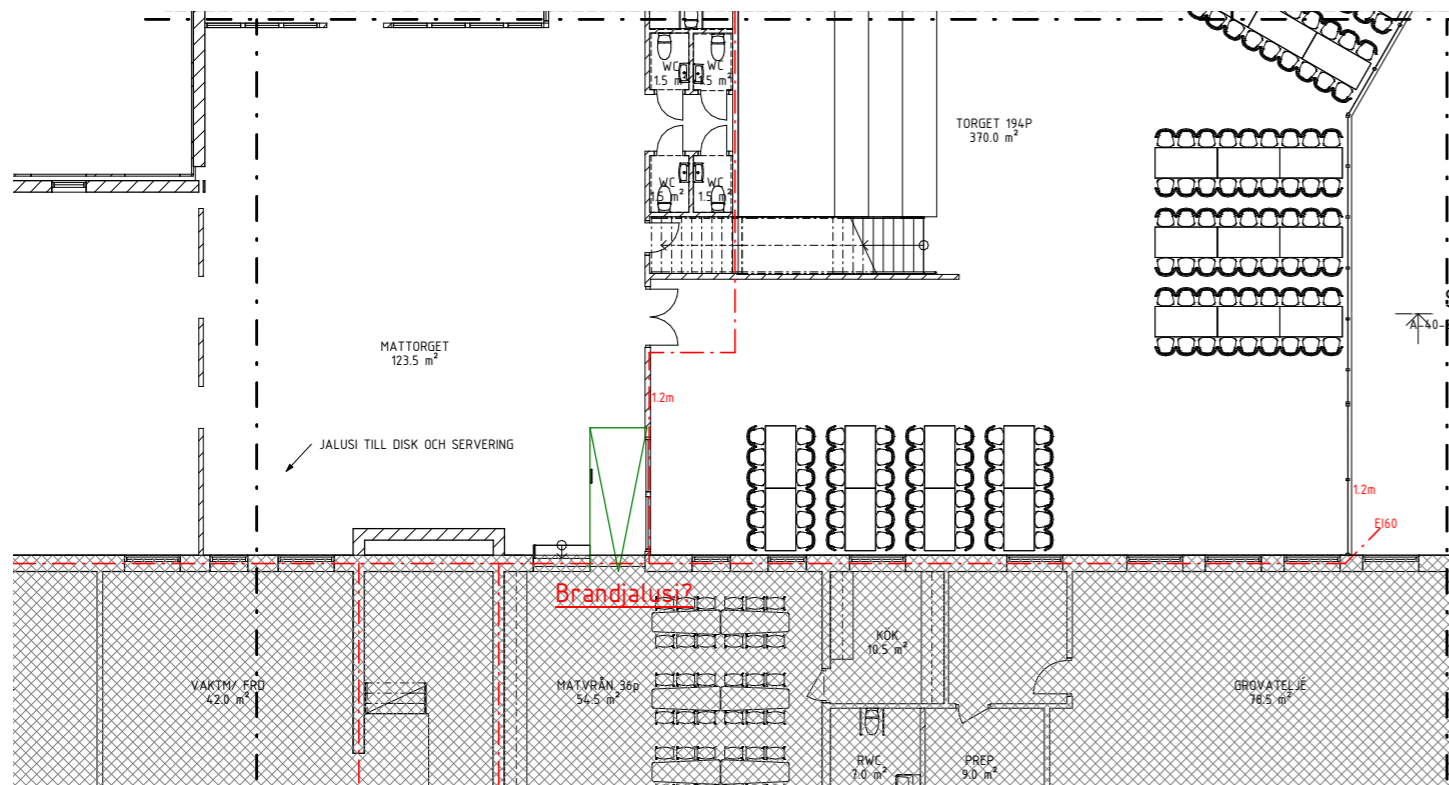 WC
1.5 m²
WC
1.5 m²
TORGET 194P
370.0 m²
WC
1.5 m²
WC
1.5 m²
MATTORGET
123.5 m²
A-40-
1.2m
JALUSI TILL DISK OCH SERVERING
1.2m
EI60
Brandjalusi?
KÖK
10.5 m²
VAKTM/ FRD
42.0 m²
MATVRÅN 36p
54.5 m²
GROVATELJÉ
78.5 m²
RWC
7.0 m²
PREP
9.0 m²